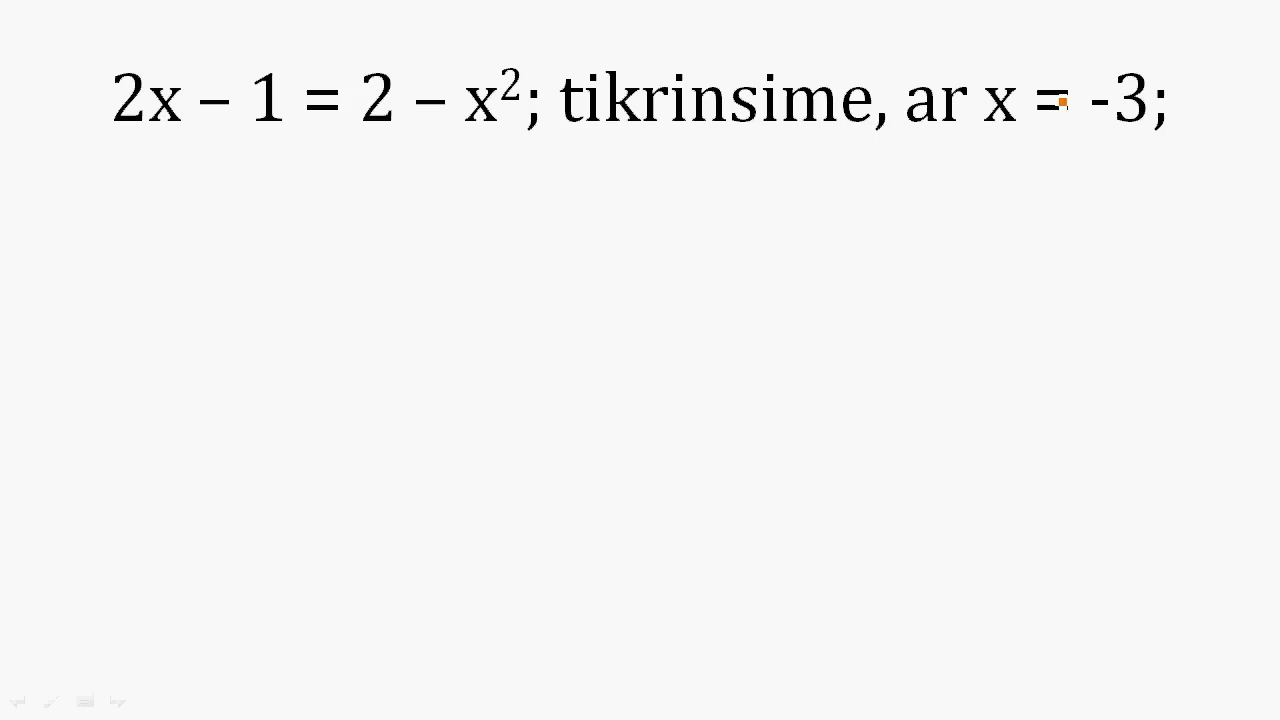 2x – 1 = 2 – x²; tikrinsime, ar x = -3;